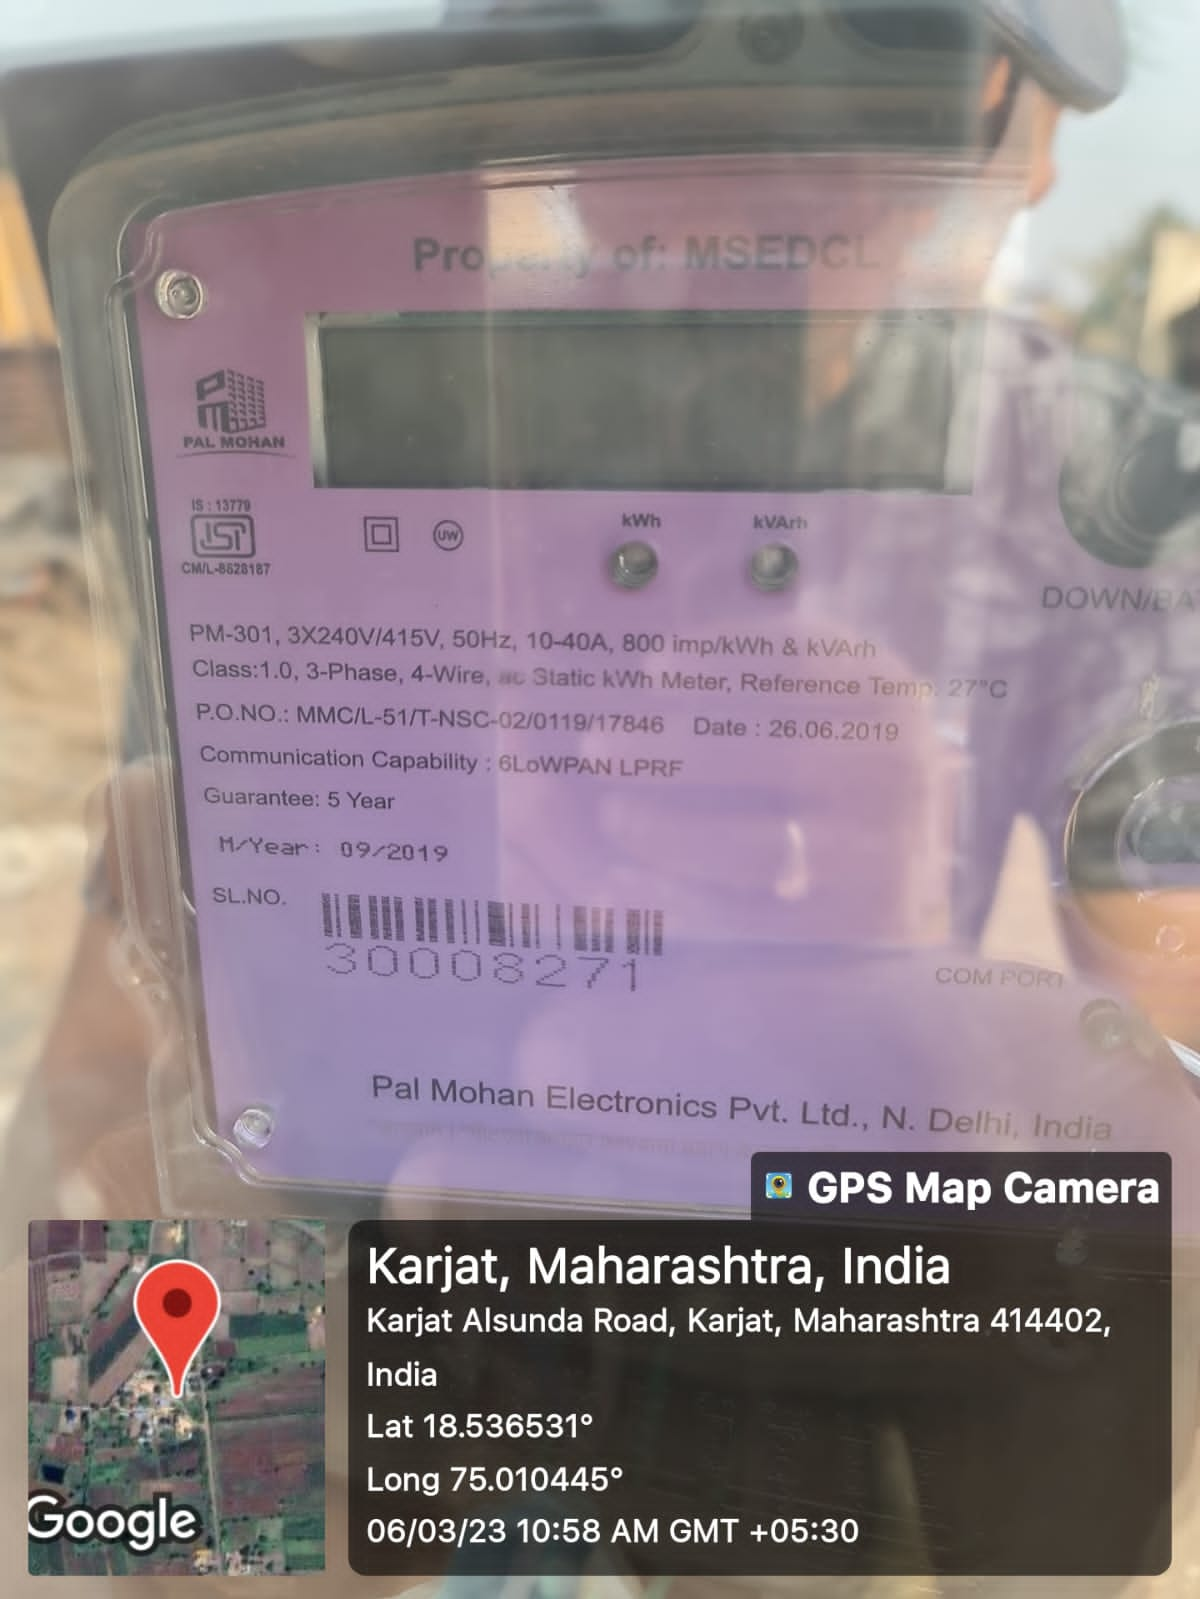 Property of: MSEDCL
PM
PAL MOHAN
IS : 13779
ISI
CM/L-8628187
UW
kWh
kVArh
DOWN/BA
PM-301, 3X240V/415V, 50Hz, 10-40A, 800 imp/kWh & kVArh
Class:1.0, 3-Phase, 4-Wire, ac Static kWh Meter, Reference Temp. 27°C
P.O.NO.: MMC/L-51/T-NSC-02/0119/17846 Date : 26.06.2019
Communication Capability : 6LoWPAN LPRF
Guarantee: 5 Year
M/Year: 09/2019
SL.NO.
30008271
COM PORT
Pal Mohan Electronics Pvt. Ltd., N. Delhi, India
GPS Map Camera
Karjat, Maharashtra, India
Karjat Alsunda Road, Karjat, Maharashtra 414402,
India
Lat 18.536531°
Long 75.010445°
06/03/23 10:58 AM GMT +05:30
Google